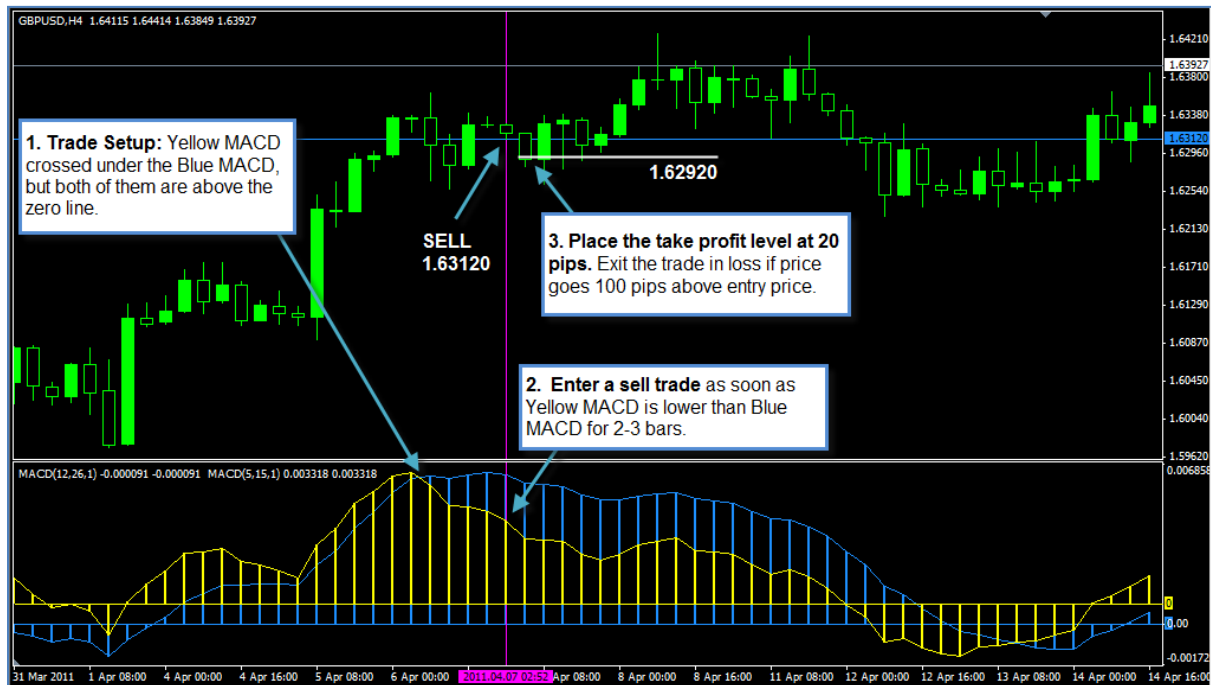 GBPUSD,H4 1.64115 1.64414 1.63849 1.63927
1.64210
1.63927
1.63800
1.63380
1.63120
1.62960
1.62540
1.62130
1.61710
1.61290
1.60870
1.60450
1.60040
1.59620
1. Trade Setup: Yellow MACD
crossed under the Blue MACD,
but both of them are above the
zero line.
SELL
1.63120
1.62920
3. Place the take profit level at 20
pips. Exit the trade in loss if price
goes 100 pips above entry price.
2. Enter a sell trade as soon as
Yellow MACD is lower than Blue
MACD for 2-3 bars.
MACD(12,26,1) -0.000091 -0.000091 MACD(5,15,1) 0.003318 0.003318
0.006858
0
0.00
-0.00172
31 Mar 2011 1 Apr 08:00 4 Apr 00:00 4 Apr 16:00 5 Apr 08:00 6 Apr 00:00 2011.04.07 02:52 Apr 08:00 8 Apr 00:00 8 Apr 16:00 11 Apr 08:00 12 Apr 00:00 12 Apr 16:00 13 Apr 08:00 14 Apr 00:00 14 Apr 16:00